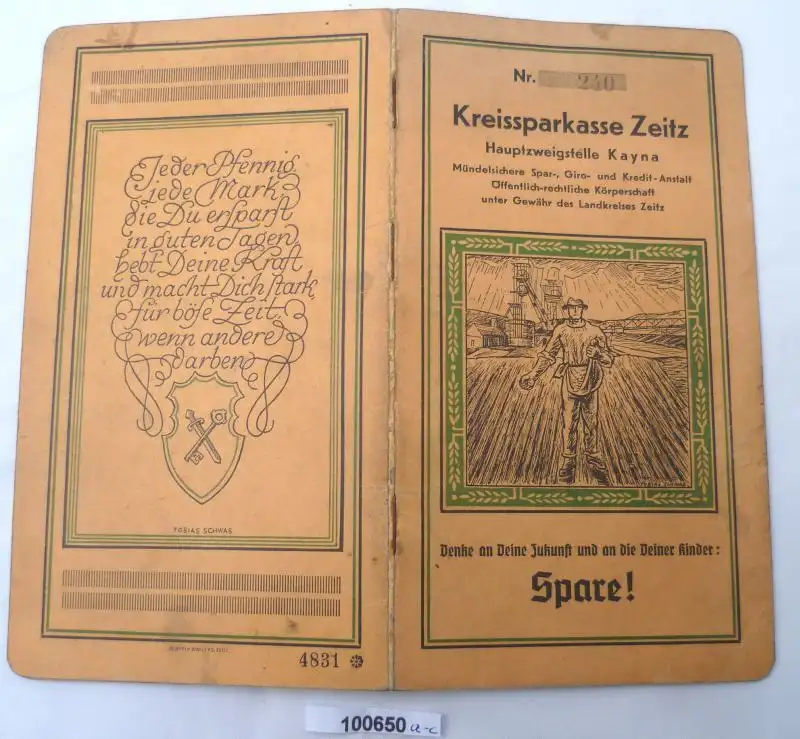 Jeder Pfennig
jede Mark
die Du ersparst
in guten Tagen
hebt Deine Kraft
und macht Dich stark,
für böse Zeit,
wenn andere
darben
TOBIAS SCHWAB
4831
Nr. 240
Kreissparkasse Zeitz
Hauptzweigstelle Kayna
Mündelsichere Spar-, Giro- und Kredit-Anstalt
Öffentlich-rechtliche Körperschaft
unter Gewähr des Landkreises Zeitz
TOBIAS SCHWAB
Denke an Deine Zukunft und an die Deiner Kinder:
Spare!
100650 a-c